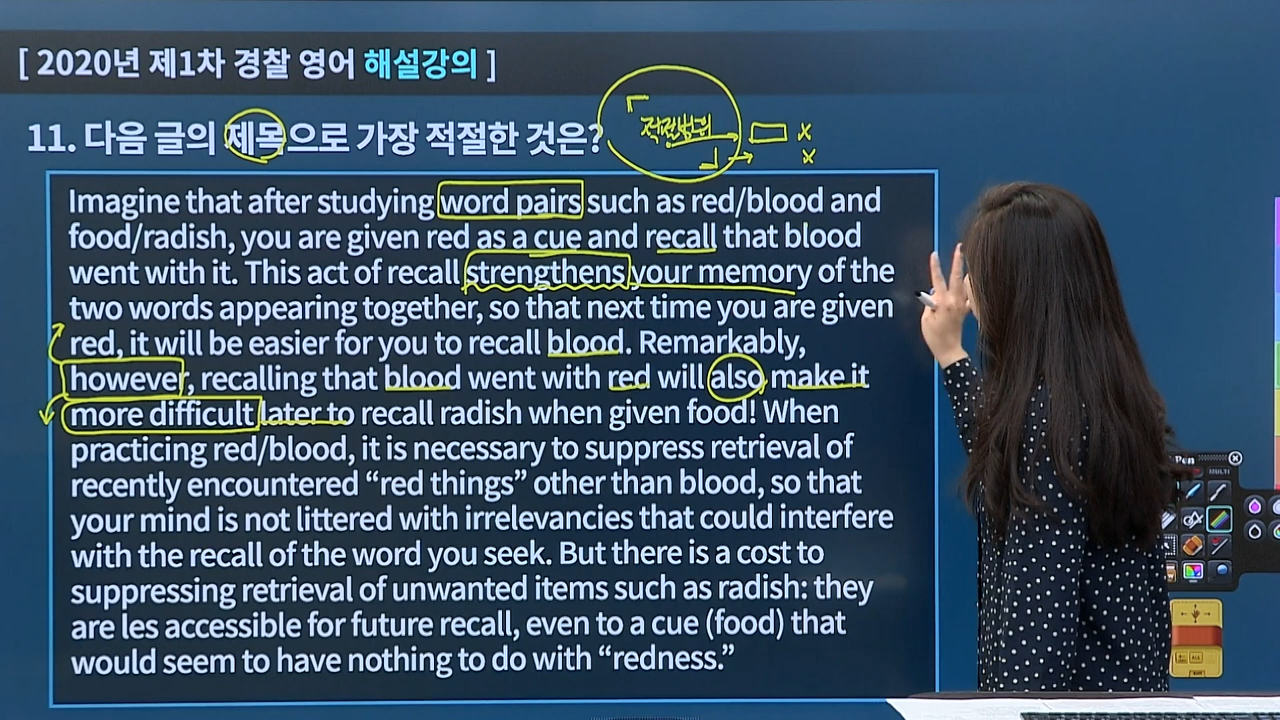 [ 2020년 제1차 경찰 영어 해설강의 ]
11. 다음 글의 제목으로 가장 적절한 것은?
적절범위
x
x
Imagine that after studying word pairs such as red/blood and
food/radish, you are given red as a cue and recall that blood
went with it. This act of recall strengthens your memory of the
two words appearing together, so that next time you are given
red, it will be easier for you to recall blood. Remarkably,
however, recalling that blood went with red will also make it
more difficult later to recall radish when given food! When
practicing red/blood, it is necessary to suppress retrieval of
recently encountered “red things” other than blood, so that
your mind is not littered with irrelevancies that could interfere
with the recall of the word you seek. But there is a cost to
suppressing retrieval of unwanted items such as radish: they
are les accessible for future recall, even to a cue (food) that
would seem to have nothing to do with “redness.”
Pen
MULTI